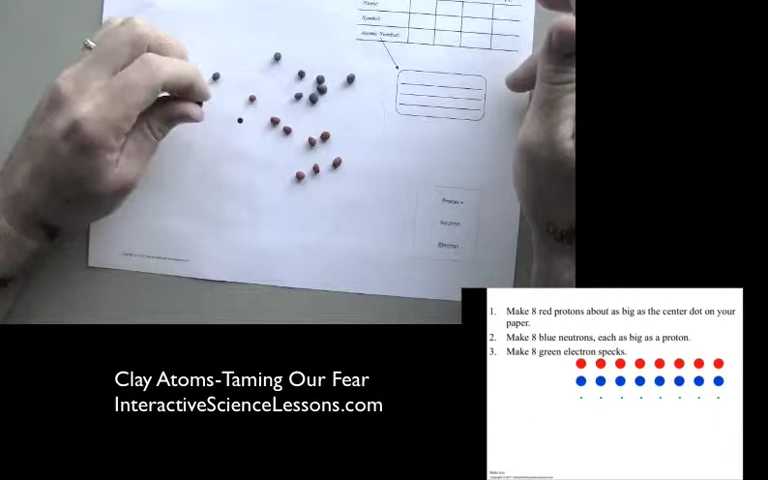 Name:
Symbol:
Atomic Number:
Proton =
Neutron
Electron
1. Make 8 red protons about as big as the center dot on your
paper.
2. Make 8 blue neutrons, each as big as a proton.
3. Make 8 green electron specks.
Clay Atoms-Taming Our Fear
InteractiveScienceLessons.com